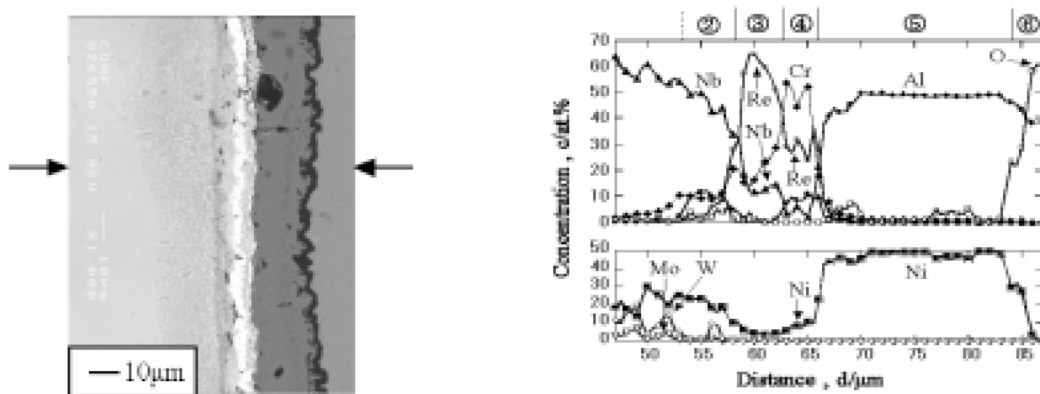 10μm
② ③ ④ ⑤ ⑥
70
60
50
40
30
20
10
0
Nb
Re
Nb
Cr
Re
Al
O
Concentration , c/at.%
50
40
30
20
10
0
Mo W
Ni
Ni
50 55 60 65 70 75 80 85
Distance , d/μm